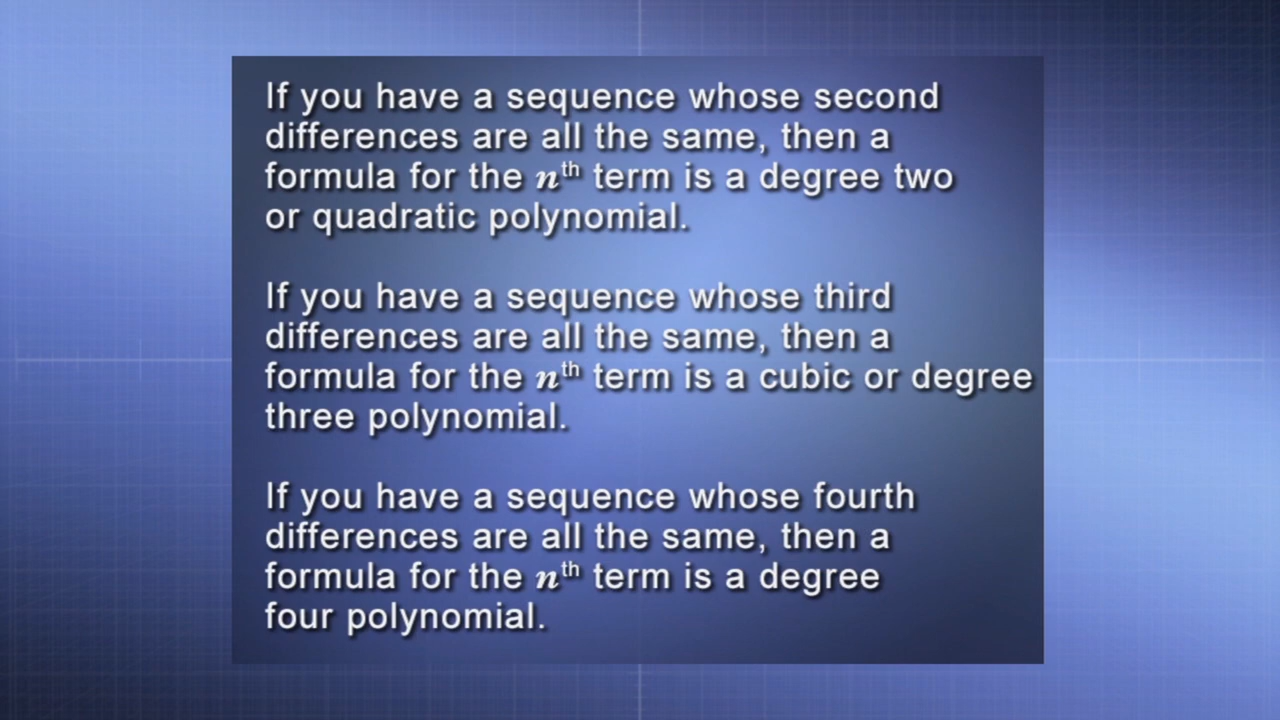 If you have a sequence whose second
differences are all the same, then a
formula for the nth term is a degree two
or quadratic polynomial.
If you have a sequence whose third
differences are all the same, then a
formula for the nth term is a cubic or degree
three polynomial.
If you have a sequence whose fourth
differences are all the same, then a
formula for the nth term is a degree
four polynomial.